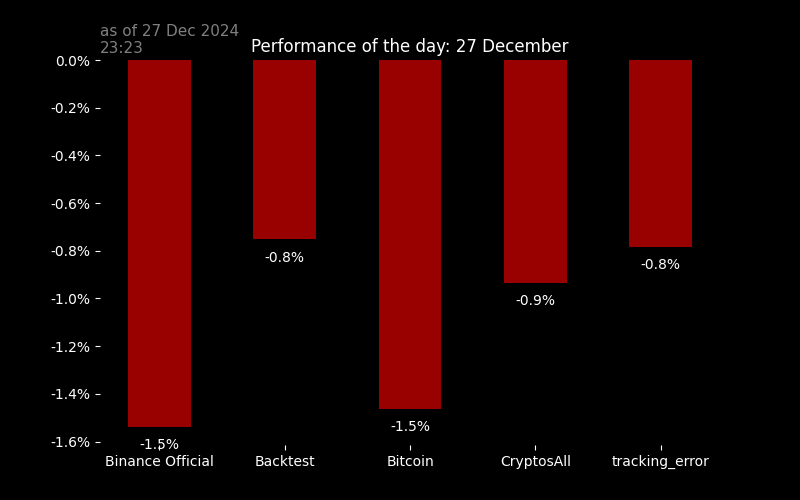 as of 27 Dec 2024
23:23
Performance of the day: 27 December
0.0%
-0.2%
-0.4%
-0.6%
-0.8%
-1.0%
-1.2%
-1.4%
-1.6%
-1.5%
-0.8%
-1.5%
-0.9%
-0.8%
Binance Official
Backtest
Bitcoin
CryptosAll
tracking_error